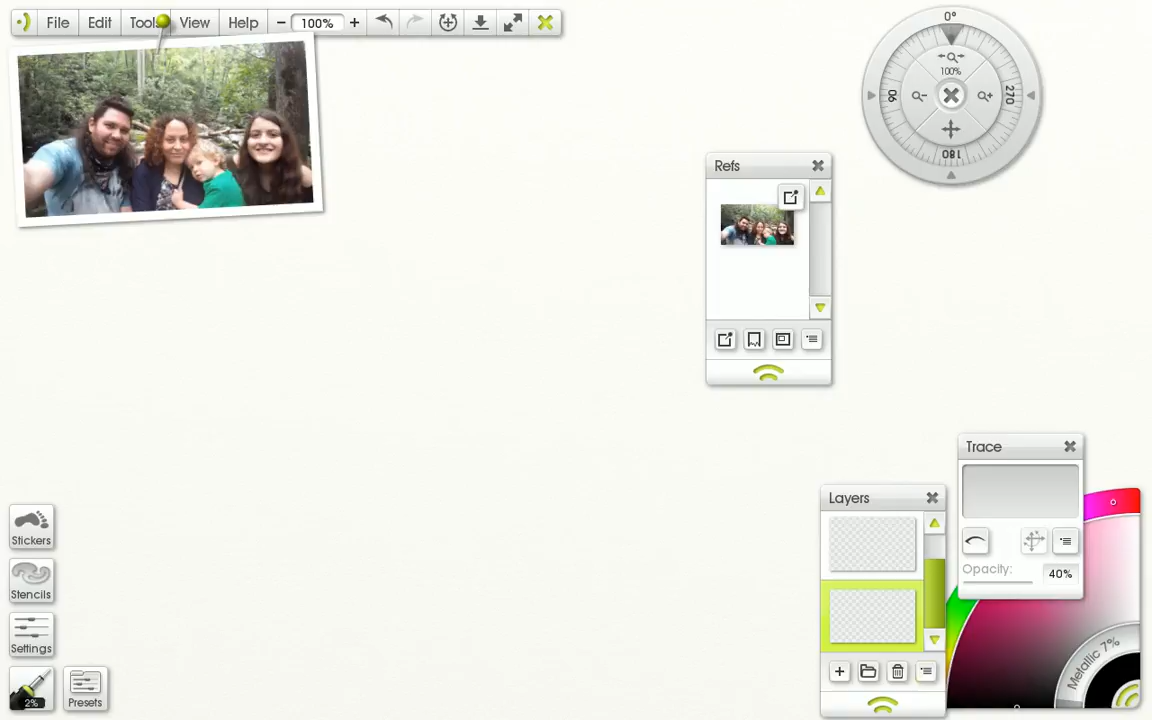 File Edit Tools View Help 100%
0°
100%
90
270
180
Refs
Trace
Layers
Opacity: 40%
Stickers
Stencils
Settings
2%
Presets
Metallic 7%